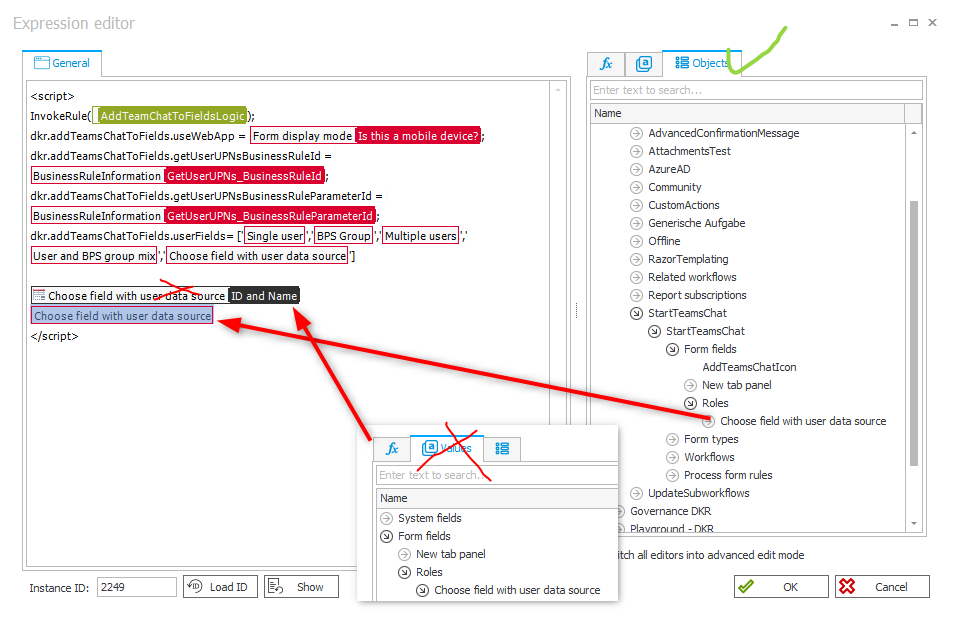 Expression editor
General
<script>
InvokeRule( AddTeamChatToFieldsLogic );
dkr.addTeamsChatToFields.useWebApp = Form display mode Is this a mobile device? ;
dkr.addTeamsChatToFields.getUserUPNsBusinessRuleId =
BusinessRuleInformation GetUserUPNs_BusinessRuleId ;
dkr.addTeamsChatToFields.getUserUPNsBusinessRuleParameterId =
BusinessRuleInformation GetUserUPNs_BusinessRuleParameterId ;
dkr.addTeamsChatToFields.userFields= [' Single user ',' BPS Group ',' Multiple users ','
User and BPS group mix ',' Choose field with user data source ']
Choose field with user data source ID and Name
Choose field with user data source
</script>
fx
a
Objects
Enter text to search...
Name
AdvancedConfirmationMessage
AttachmentsTest
AzureAD
Community
CustomActions
Generische Aufgabe
Offline
RazorTemplating
Related workflows
Report subscriptions
StartTeamsChat
StartTeamsChat
Form fields
AddTeamsChatIcon
New tab panel
Roles
Choose field with user data source
Form types
Workflows
Process form rules
UpdateSubworkflows
Governance DKR
Playground - DKR
fx
a Values
Enter text to search...
Name
System fields
Form fields
New tab panel
Roles
Choose field with user data source
itch all editors into advanced edit mode
Instance ID: 2249 ID Load ID Show
OK Cancel